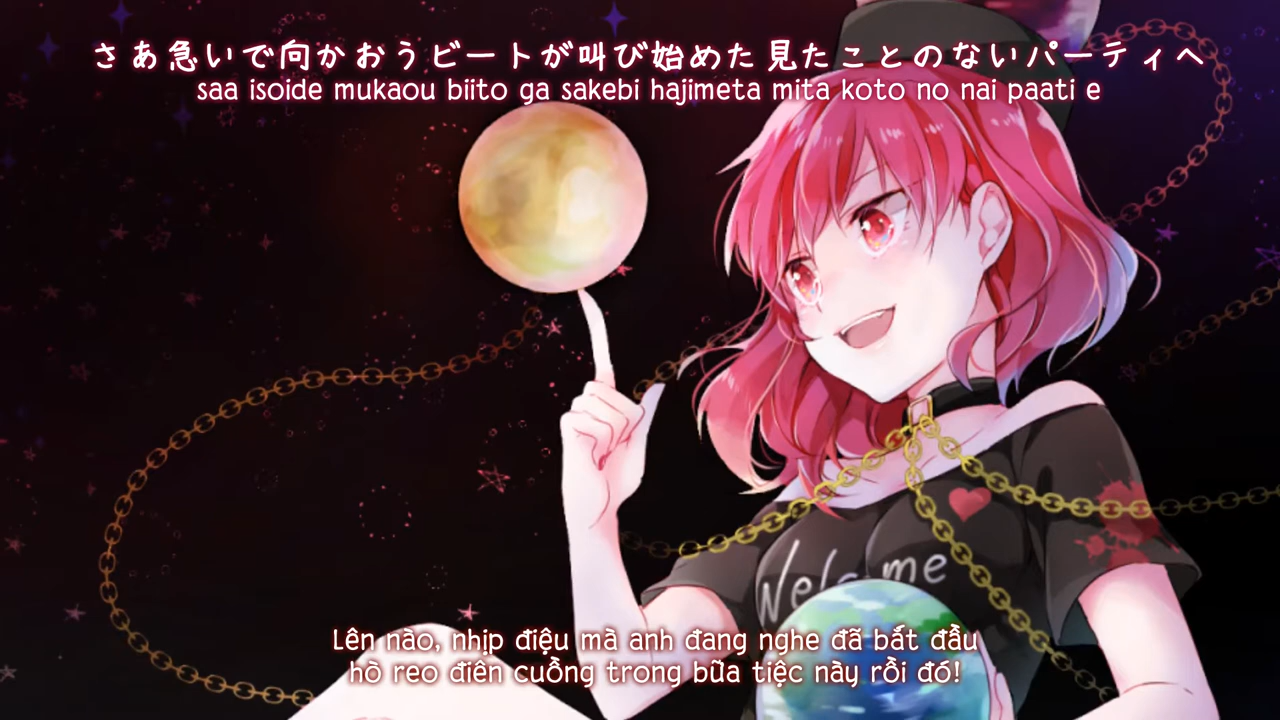 さあ急いで向かおうビートが叫び始めた見たことのないパーティへ
saa isoide mukaou biito ga sakebi hajimeta mita koto no nai paati e
Welcome
Lên nào, nhịp điệu mà anh đang nghe đã bắt đầu
hò reo điên cuồng trong bữa tiệc này rồi đó!